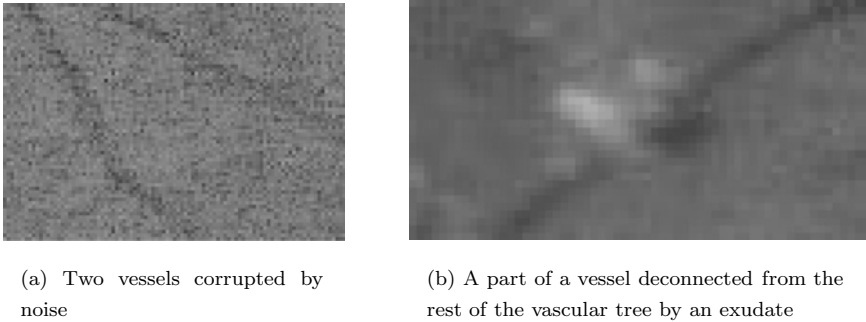 (a) Two vessels corrupted by
noise
(b) A part of a vessel deconnected from the
rest of the vascular tree by an exudate